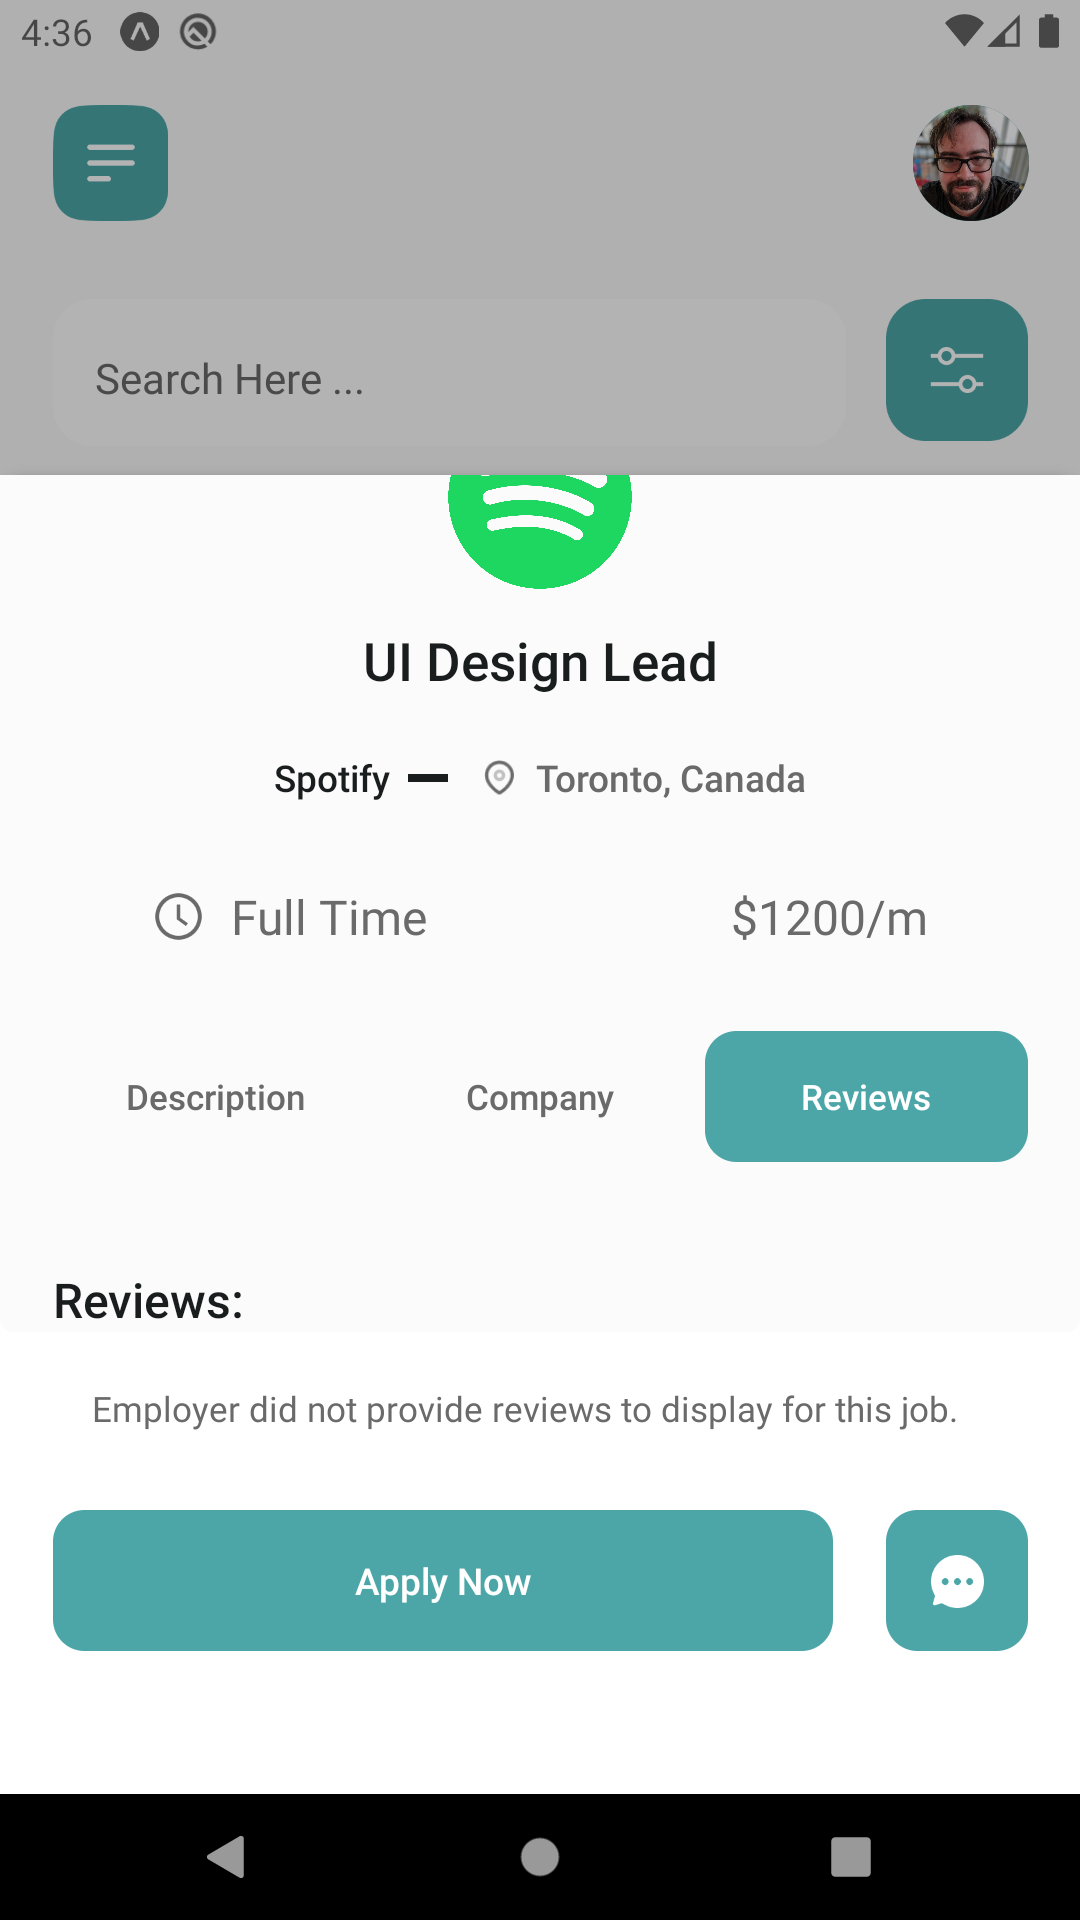 4:36
Search Here ...
UI Design Lead
Spotify
Toronto, Canada
Full Time
$1200/m
Description
Company
Reviews
Reviews:
Employer did not provide reviews to display for this job.
Apply Now